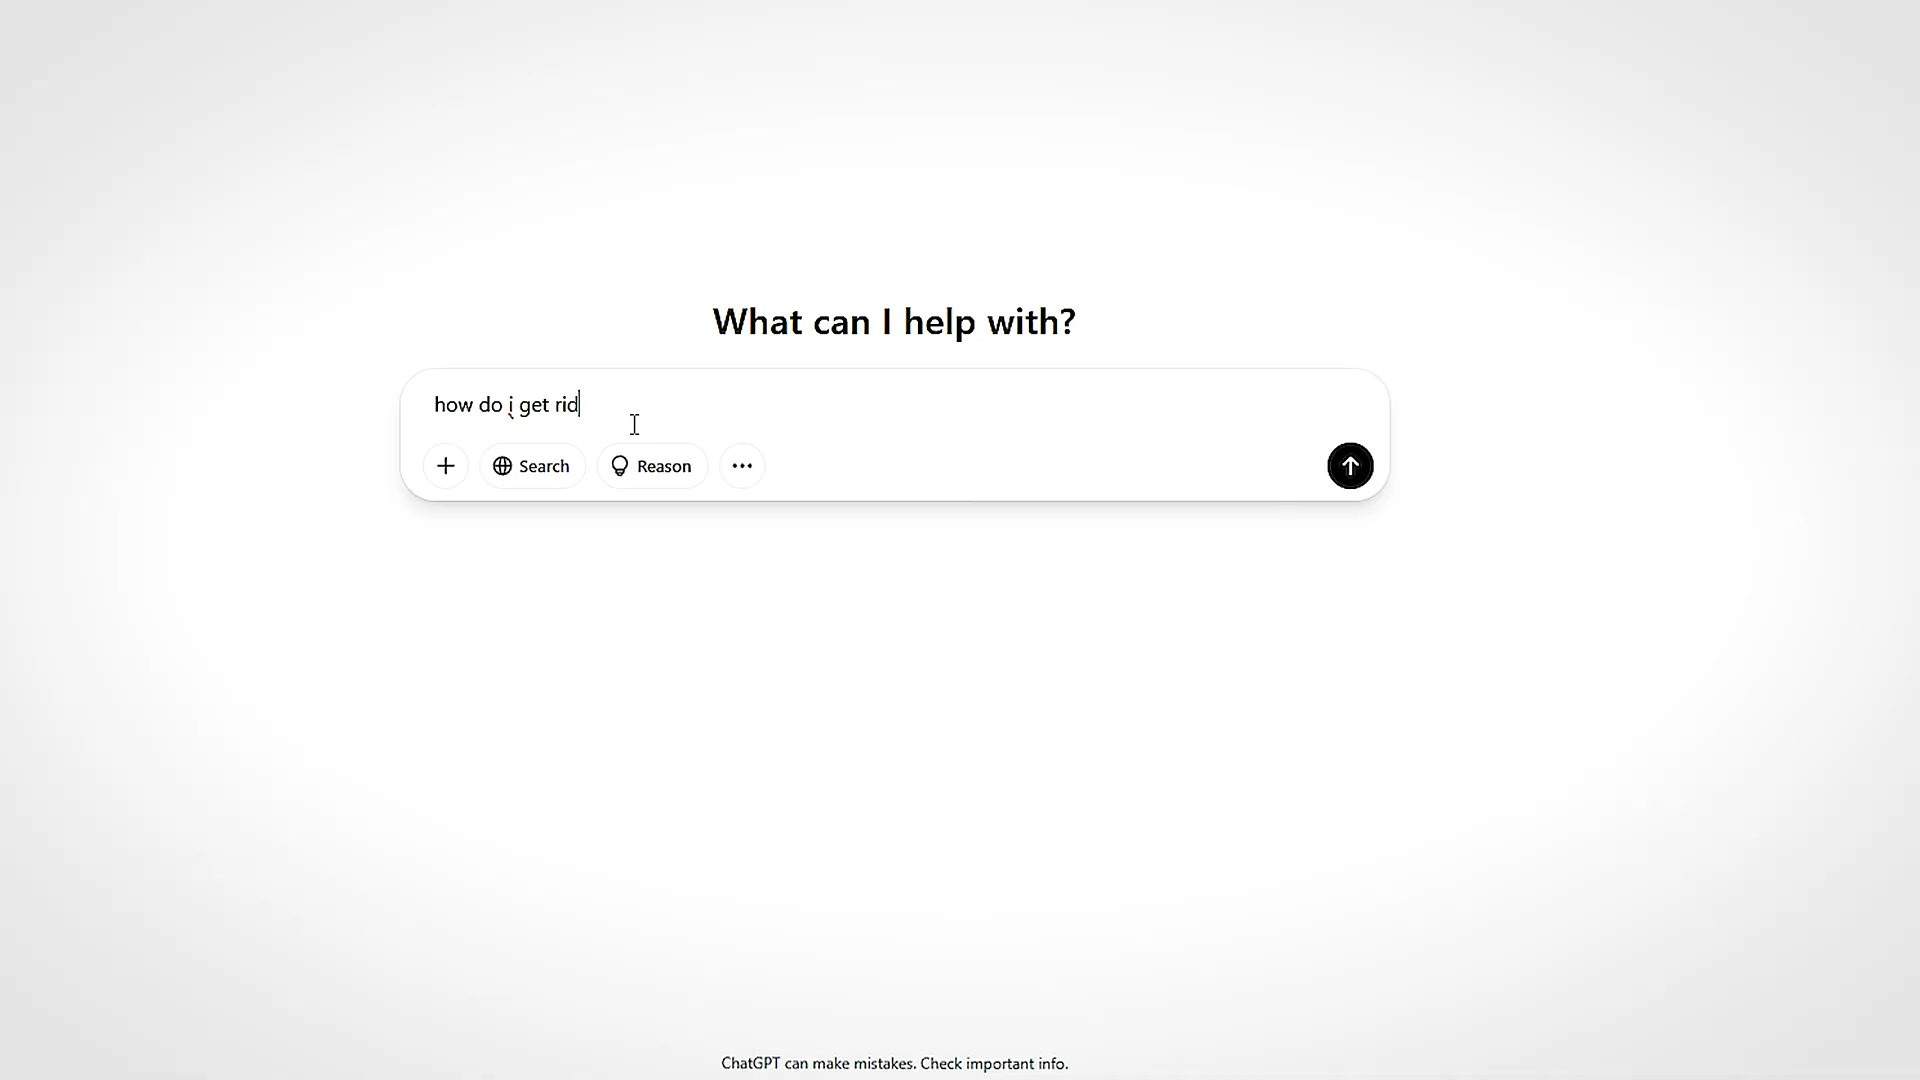 What can I help with?
how do i get rid
Search
Reason
ChatGPT can make mistakes. Check important info.